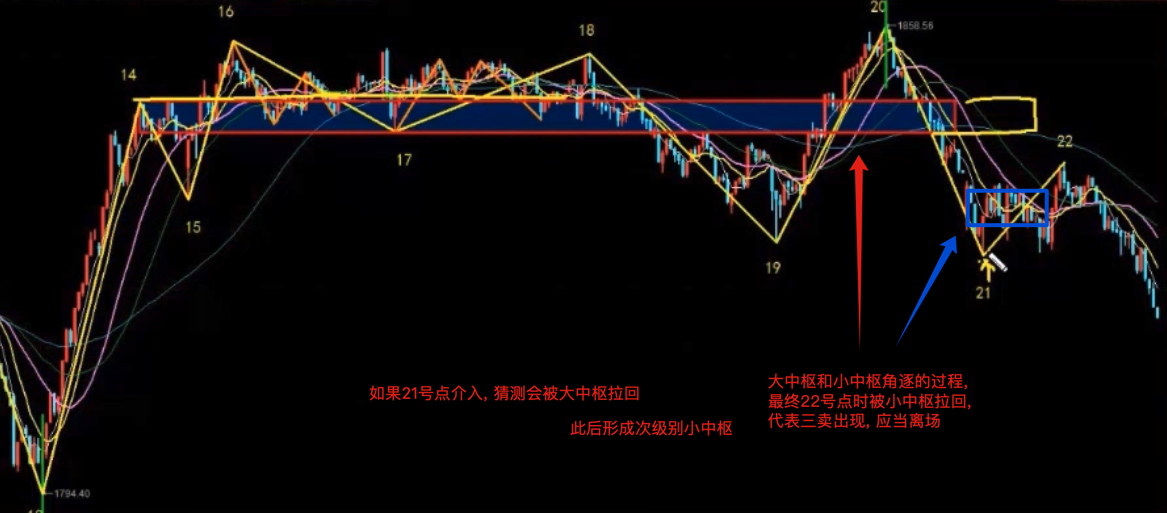 20
16
1858.56
18
14
22
17
15
19
21
如果21号点介入, 猜测会被大中枢拉回
此后形成次级别小中枢
大中枢和小中枢角逐的过程,
最终22号点时被小中枢拉回,
代表三卖出现, 应当离场
1794.40